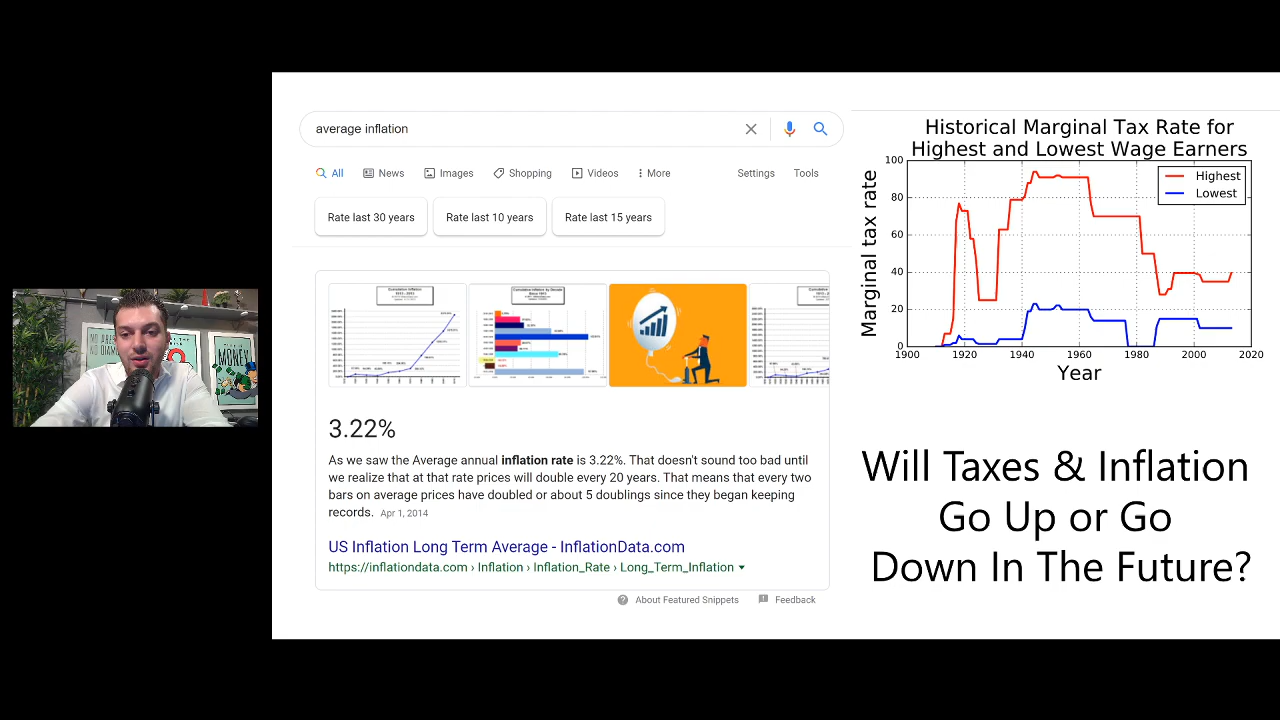 average inflation
All News Images Shopping Videos More Settings Tools
Rate last 30 years Rate last 10 years Rate last 15 years
3.22%
As we saw the Average annual inflation rate is 3.22%. That doesn't sound too bad until
we realize that at that rate prices will double every 20 years. That means that every two
bars on average prices have doubled or about 5 doublings since they began keeping
records. Apr 1, 2014
US Inflation Long Term Average - InflationData.com
https://inflationdata.com › Inflation › Inflation_Rate › Long_Term_Inflation
About Featured Snippets Feedback
Historical Marginal Tax Rate for
Highest and Lowest Wage Earners
Marginal tax rate
100
80
60
40
20
0
Highest
Lowest
1900 1920 1940 1960 1980 2000 2020
Year
Will Taxes & Inflation
Go Up or Go
Down In The Future?
MONEY